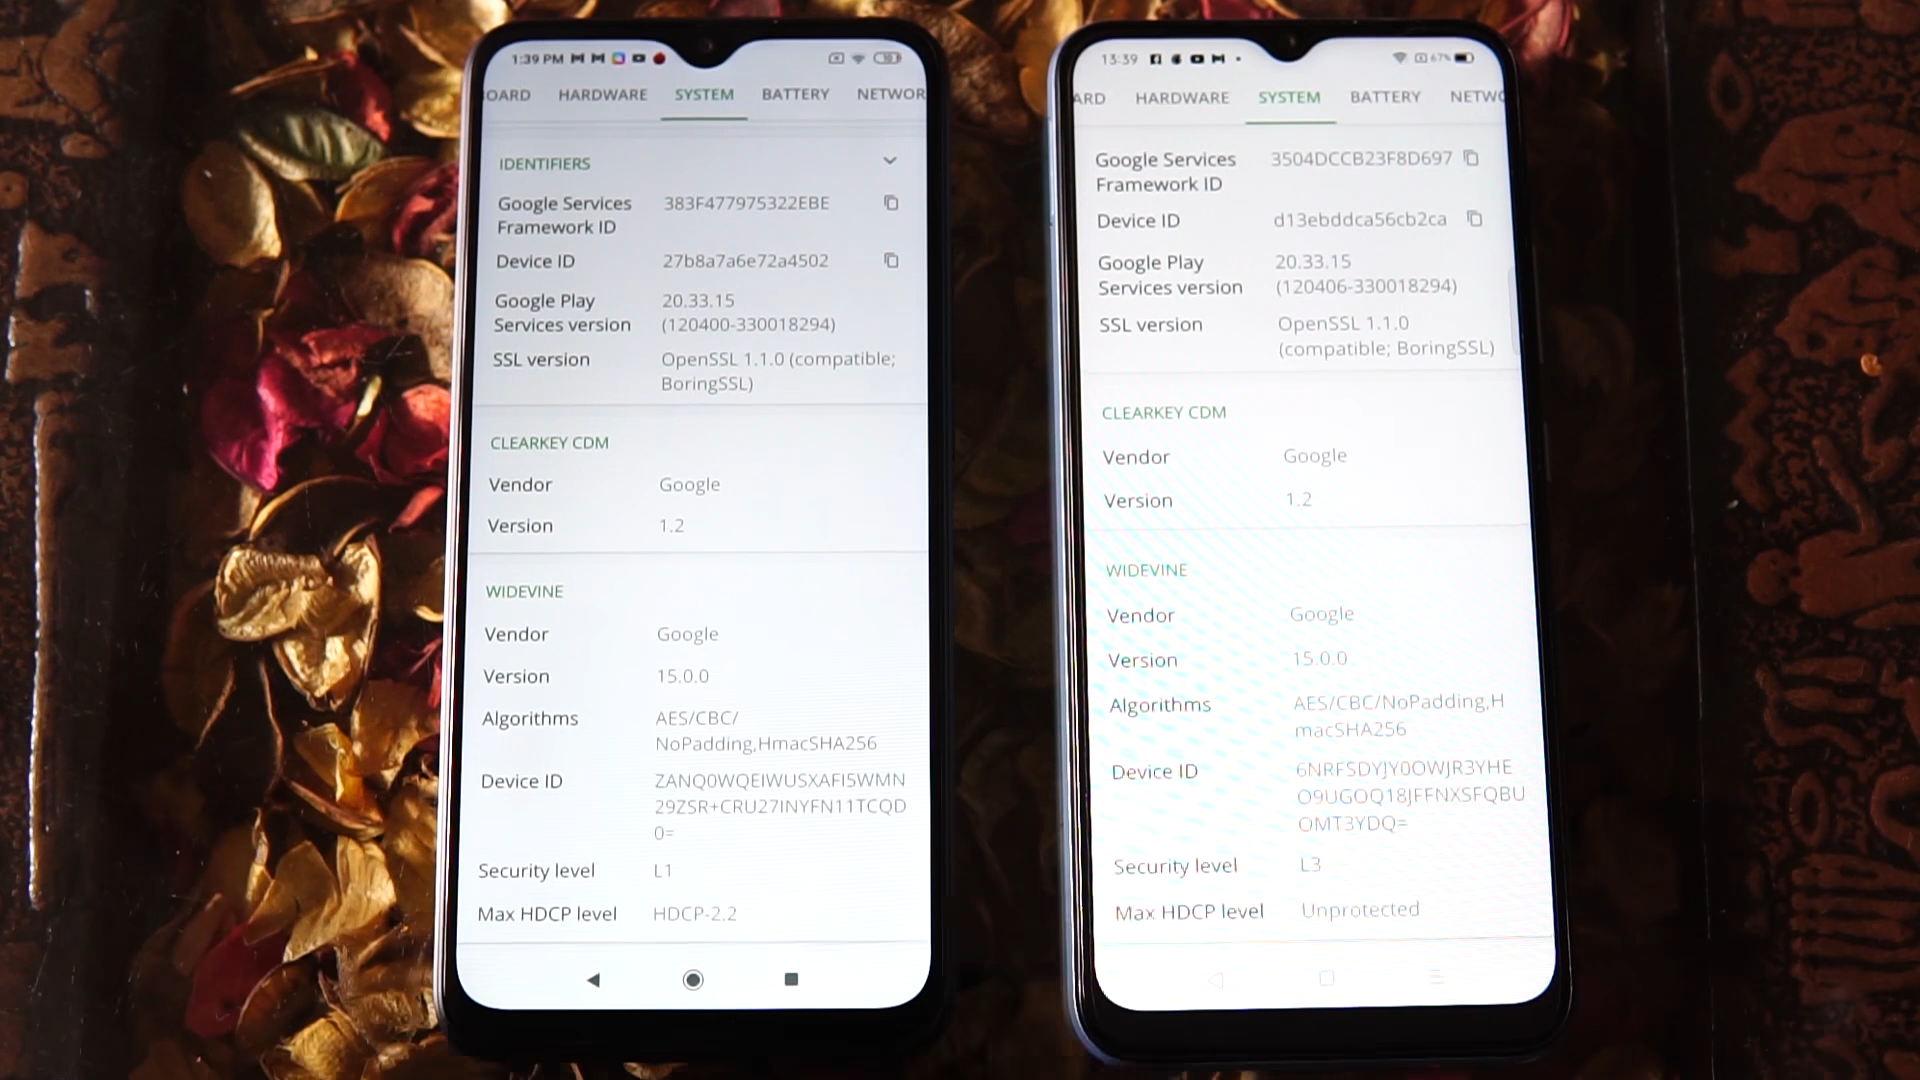 1:39 PM
OARD HARDWARE SYSTEM BATTERY NETWOR
IDENTIFIERS
Google Services 383F477975322EBE
Framework ID
Device ID 27b8a7a6e72a4502
Google Play 20.33.15
Services version (120400-330018294)
SSL version OpenSSL 1.1.0 (compatible;
BoringSSL)
CLEARKEY CDM
Vendor Google
Version 1.2
WIDEVINE
Vendor Google
Version 15.0.0
Algorithms AES/CBC/
NoPadding,HmacSHA256
Device ID ZANQ0WQEIWUSXAFI5WMN
29ZSR+CRU27INYFN11TCQD
0=
Security level L1
Max HDCP level HDCP-2.2
13:39 67%
ARD HARDWARE SYSTEM BATTERY NETWO
Google Services 3504DCCB23F8D697
Framework ID
Device ID d13ebddca56cb2ca
Google Play 20.33.15
Services version (120406-330018294)
SSL version OpenSSL 1.1.0
(compatible; BoringSSL)
CLEARKEY CDM
Vendor Google
Version 1.2
WIDEVINE
Vendor Google
Version 15.0.0
Algorithms AES/CBC/NoPadding,H
macSHA256
Device ID 6NRFSDYJY0OWJR3YHE
O9UGOQ18JFFNXSFQBU
OMT3YDQ=
Security level L3
Max HDCP level Unprotected